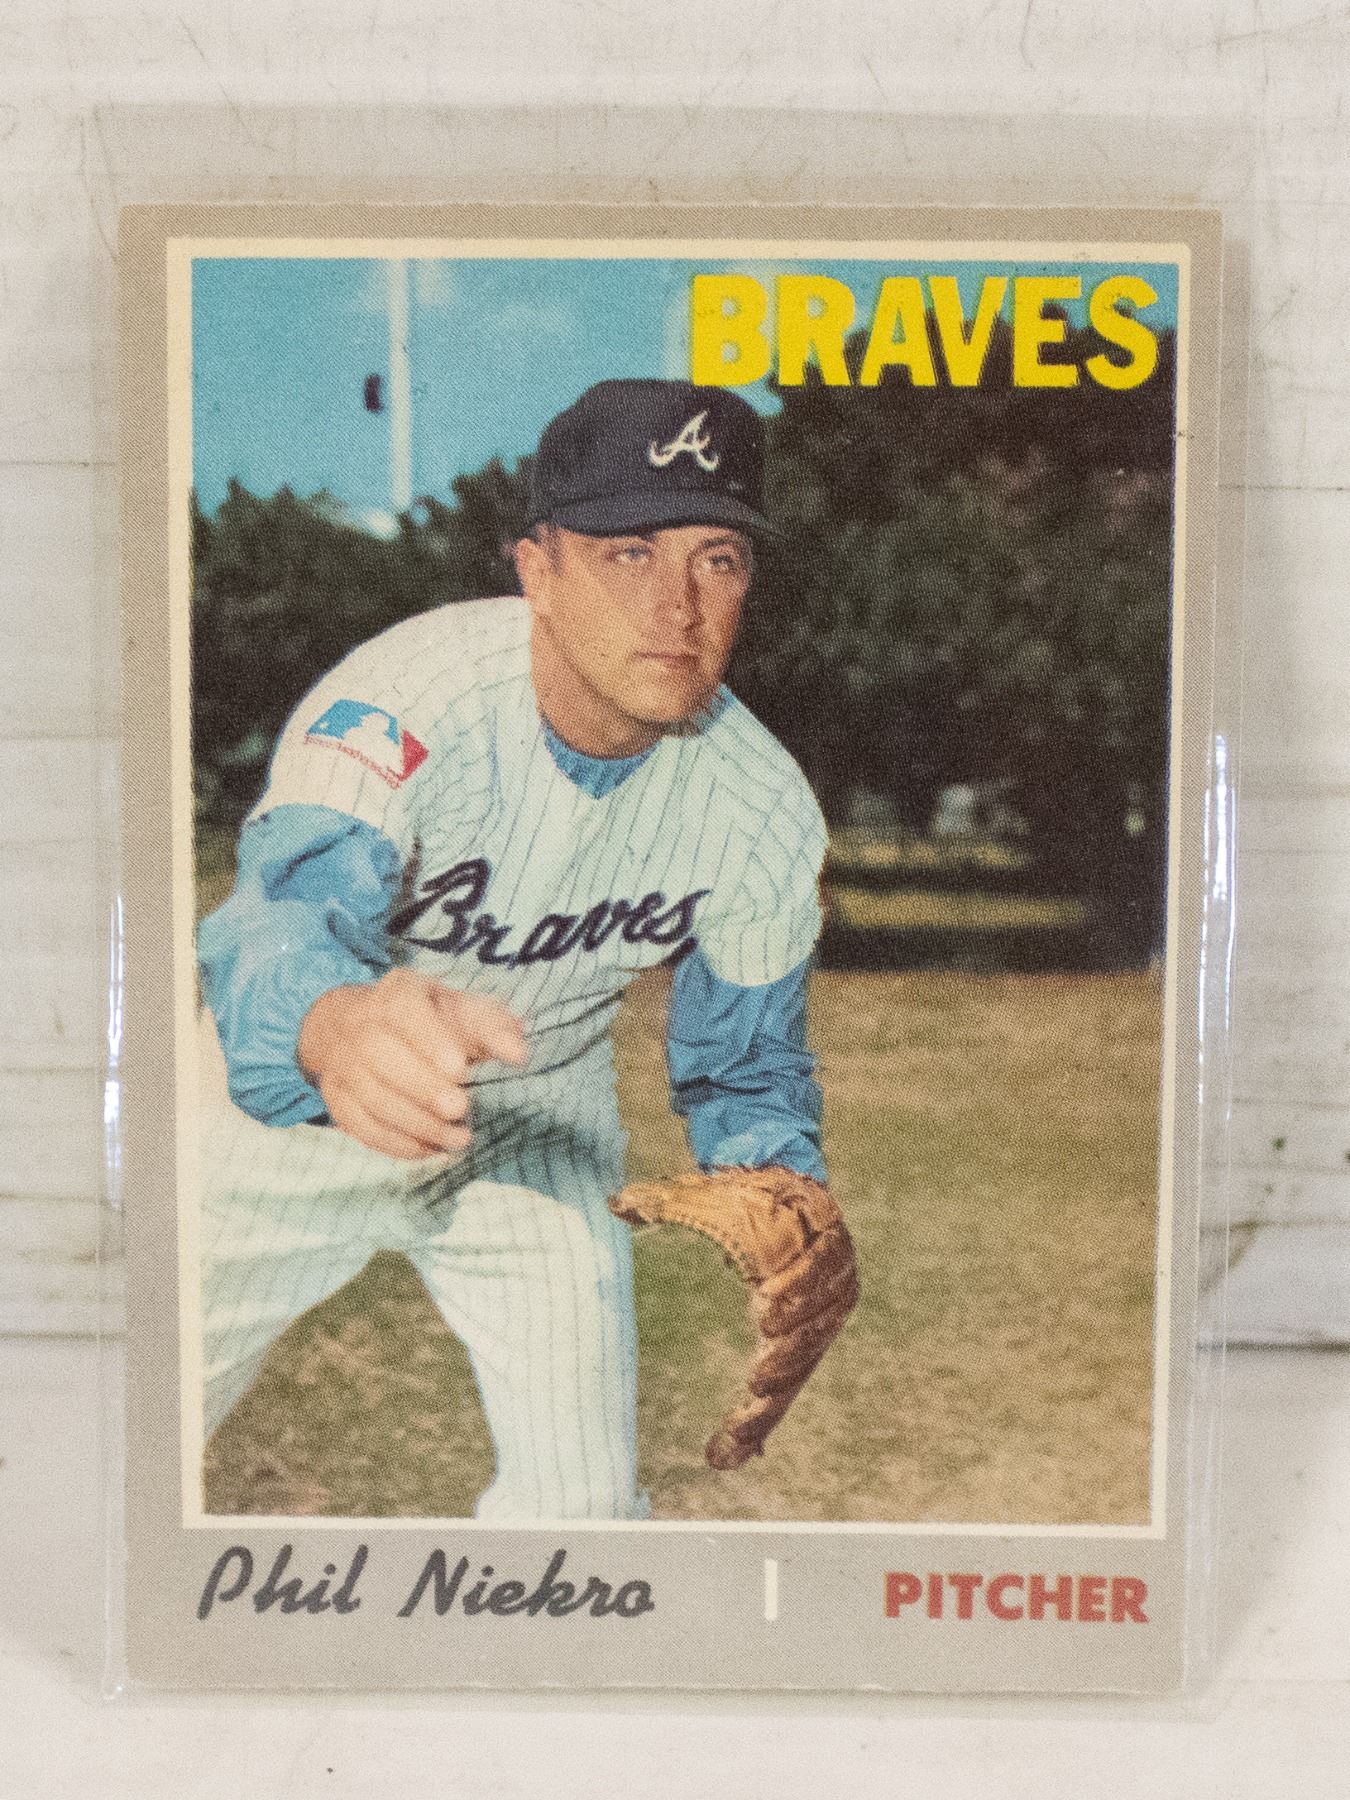 BRAVES
A
Braves
Phil Niekro | PITCHER